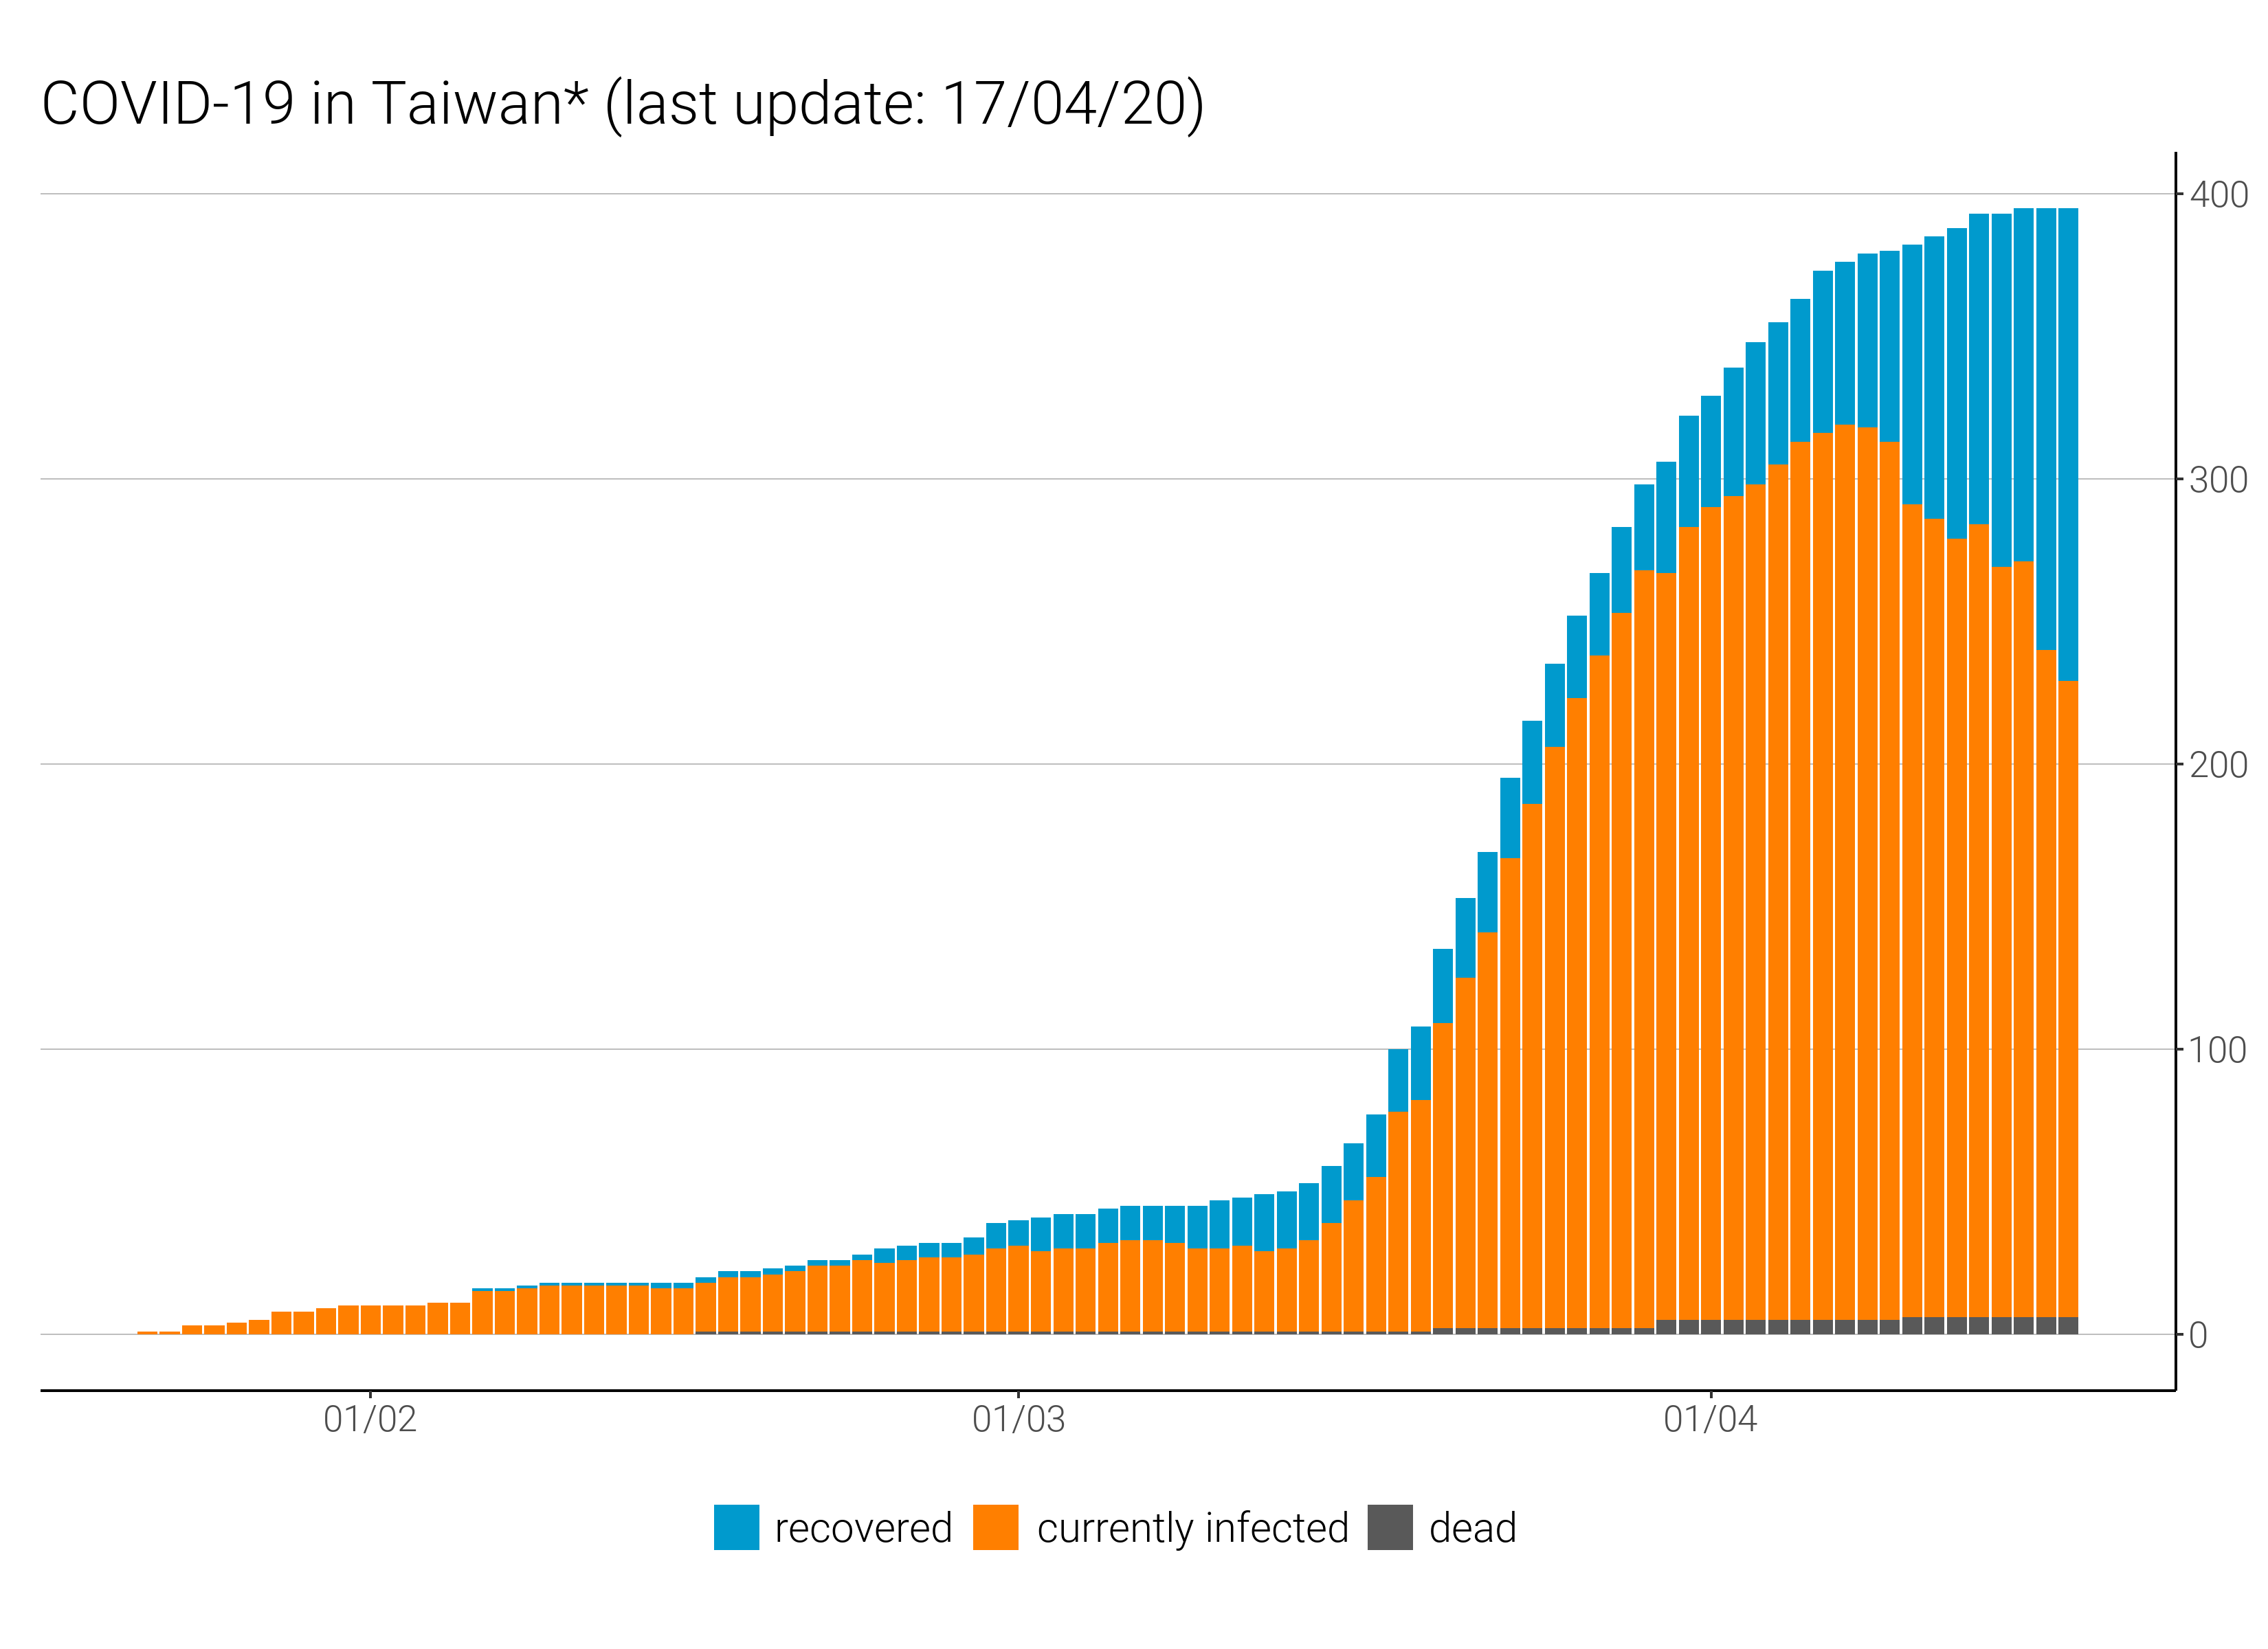 COVID-19 in Taiwan* (last update: 17/04/20)
400
300
200
100
0
01/02 01/03 01/04
recovered currently infected dead